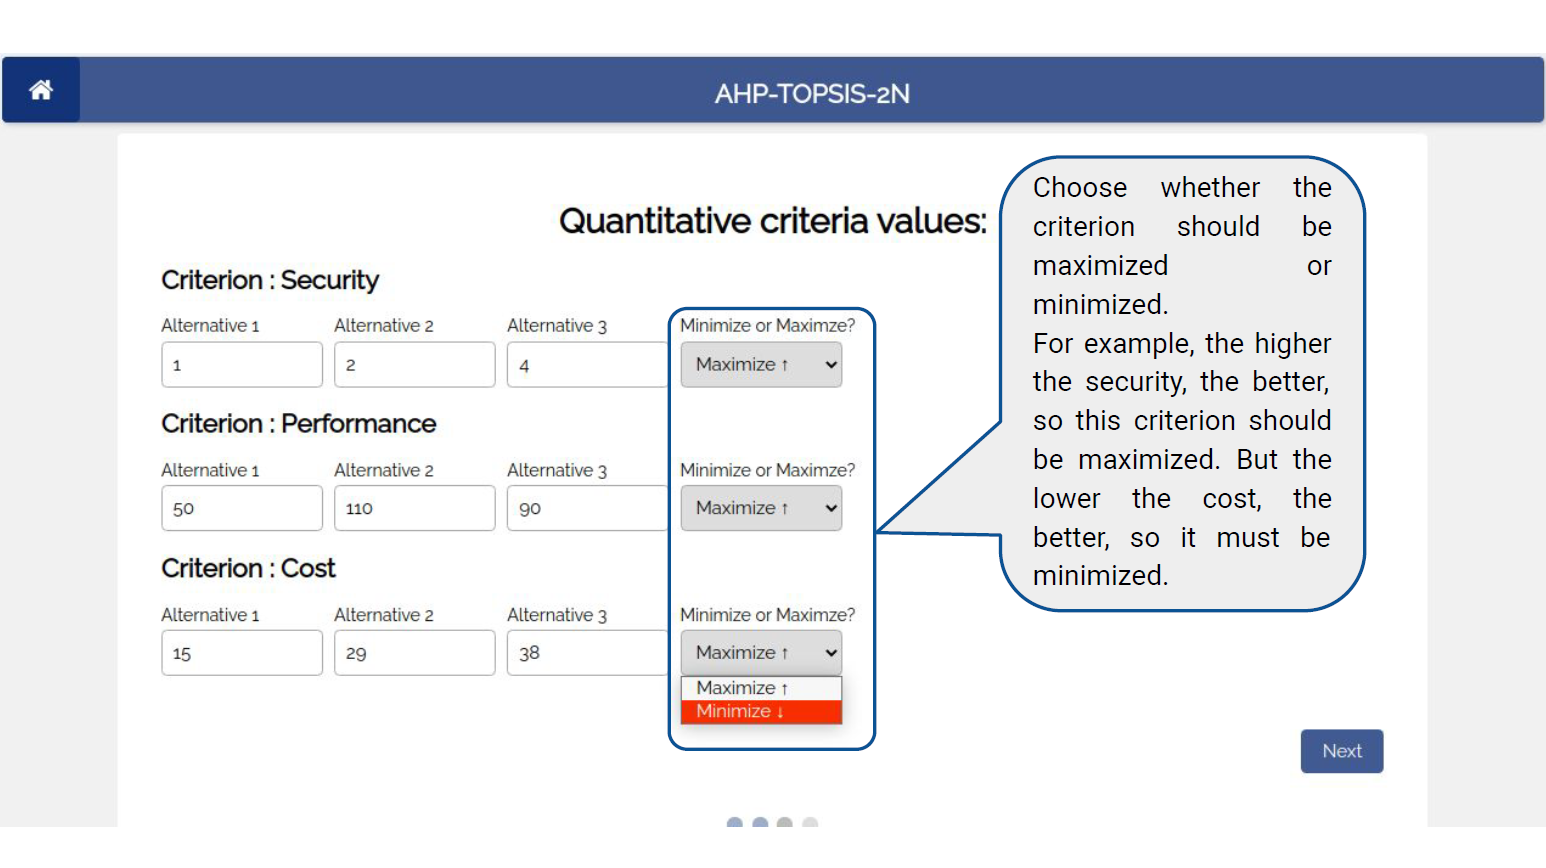 AHP-TOPSIS-2N
Quantitative criteria values:
Criterion : Security
Alternative 1 Alternative 2 Alternative 3 Minimize or Maximze?
1 2 4 Maximize ↑
Criterion : Performance
Alternative 1 Alternative 2 Alternative 3 Minimize or Maximze?
50 110 90 Maximize ↑
Criterion : Cost
Alternative 1 Alternative 2 Alternative 3 Minimize or Maximze?
15 29 38 Maximize ↑
Maximize ↑
Minimize ↓
Choose whether the
criterion should be
maximized or
minimized.
For example, the higher
the security, the better,
so this criterion should
be maximized. But the
lower the cost, the
better, so it must be
minimized.
Next